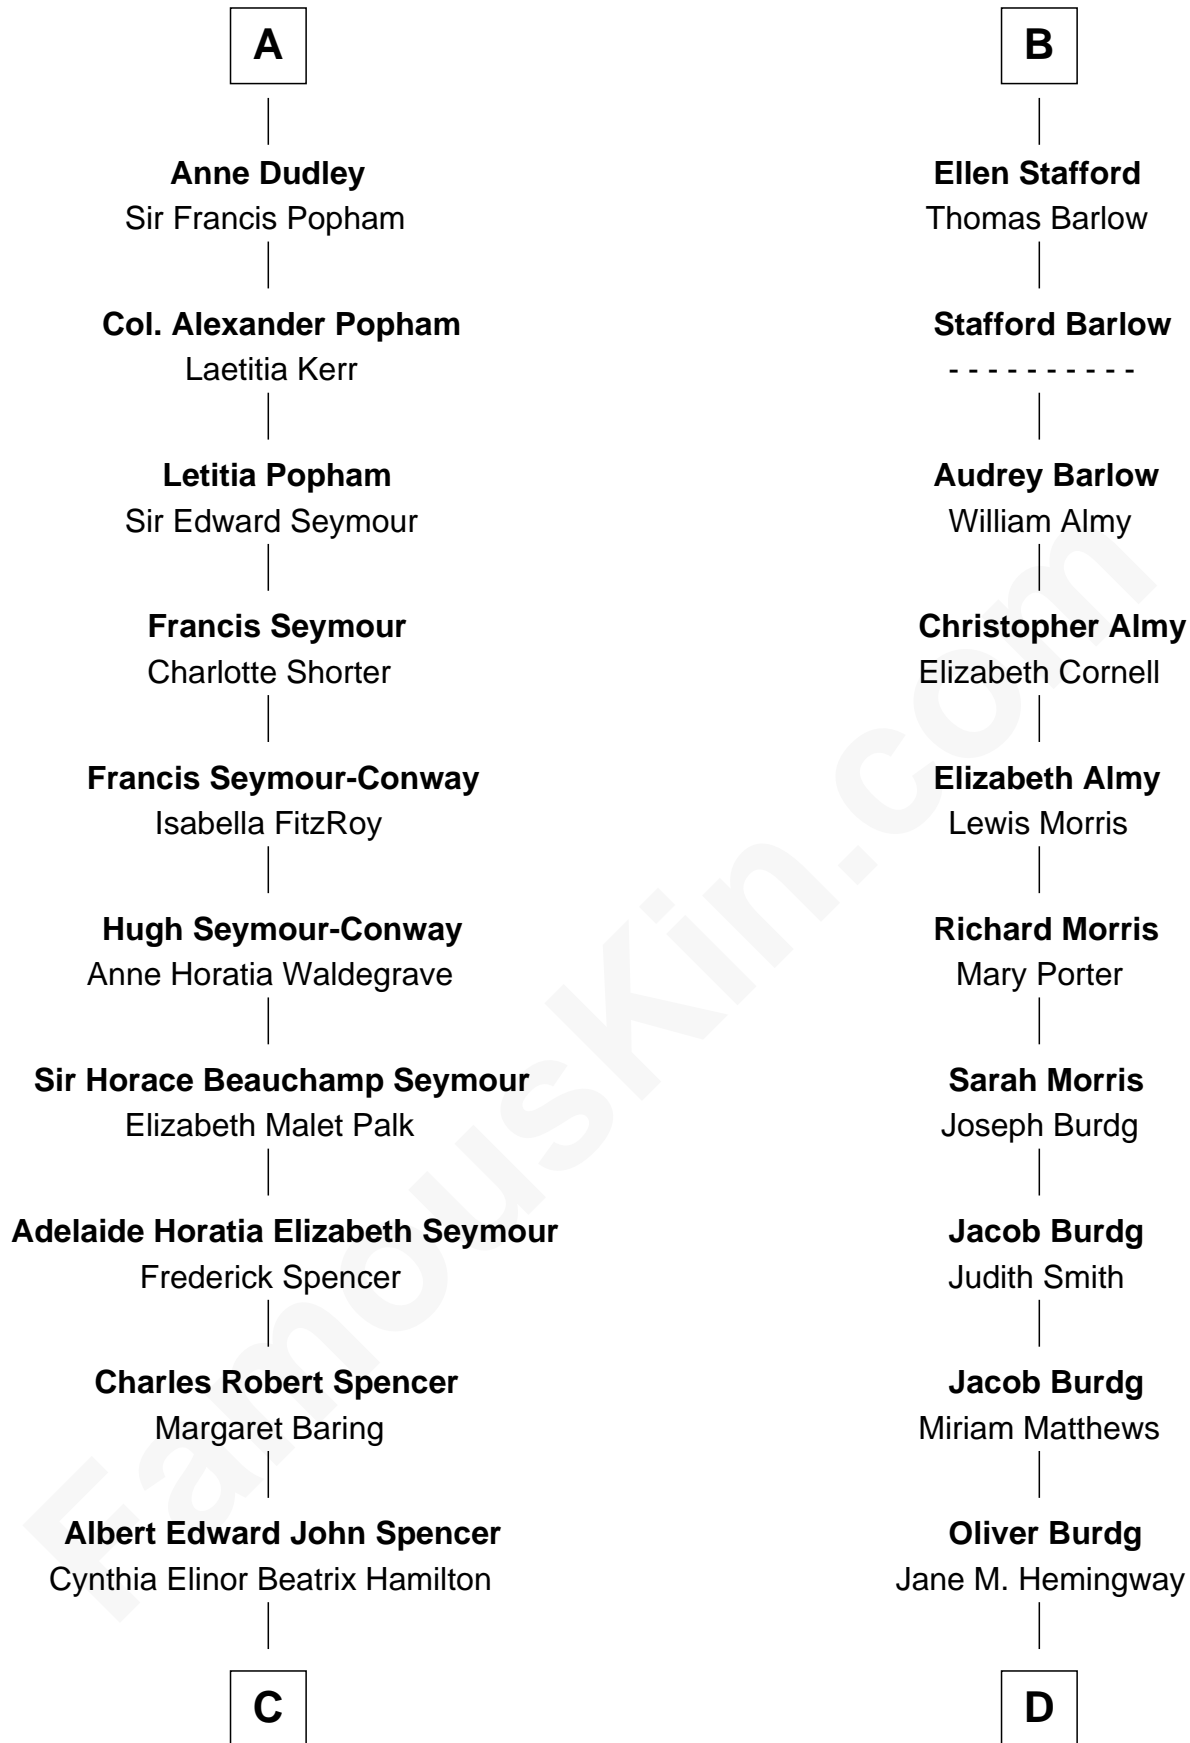 A
Anne Dudley
Sir Francis Popham
Col. Alexander Popham
Laetitia Kerr
Letitia Popham
Sir Edward Seymour
Francis Seymour
Charlotte Shorter
Francis Seymour-Conway
Isabella FitzRoy
Hugh Seymour-Conway
Anne Horatia Waldegrave
Sir Horace Beauchamp Seymour
Elizabeth Malet Palk
Adelaide Horatia Elizabeth Seymour
Frederick Spencer
Charles Robert Spencer
Margaret Baring
Albert Edward John Spencer
Cynthia Elinor Beatrix Hamilton
C
B
Ellen Stafford
Thomas Barlow
Stafford Barlow
- - - - - - - - - -
Audrey Barlow
William Almy
Christopher Almy
Elizabeth Cornell
Elizabeth Almy
Lewis Morris
Richard Morris
Mary Porter
Sarah Morris
Joseph Burdg
Jacob Burdg
Judith Smith
Jacob Burdg
Miriam Matthews
Oliver Burdg
Jane M. Hemingway
D
FamousKin.com